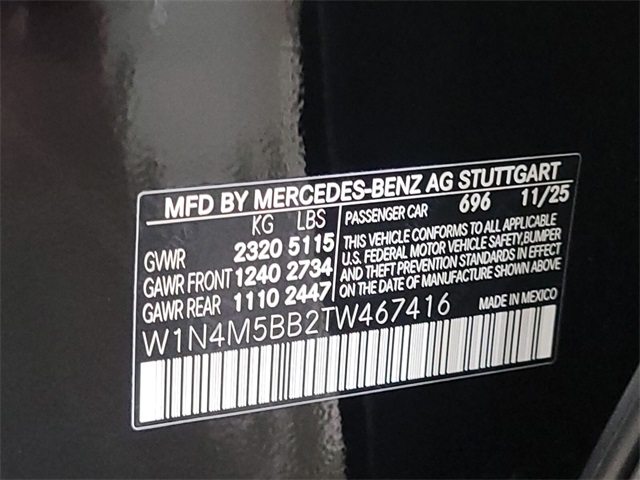 MFD BY MERCEDES-BENZ AG STUTTGART
KG LBS
GVWR 2320 5115
GAWR FRONT 1240 2734
GAWR REAR 1110 2447
PASSENGER CAR 696 11/25
THIS VEHICLE CONFORMS TO ALL APPLICABLE
U.S. FEDERAL MOTOR VEHICLE SAFETY, BUMPER
AND THEFT PREVENTION STANDARDS IN EFFECT
ON THE DATE OF MANUFACTURE SHOWN ABOVE
MADE IN MEXICO
W1N4M5BB2TW467416